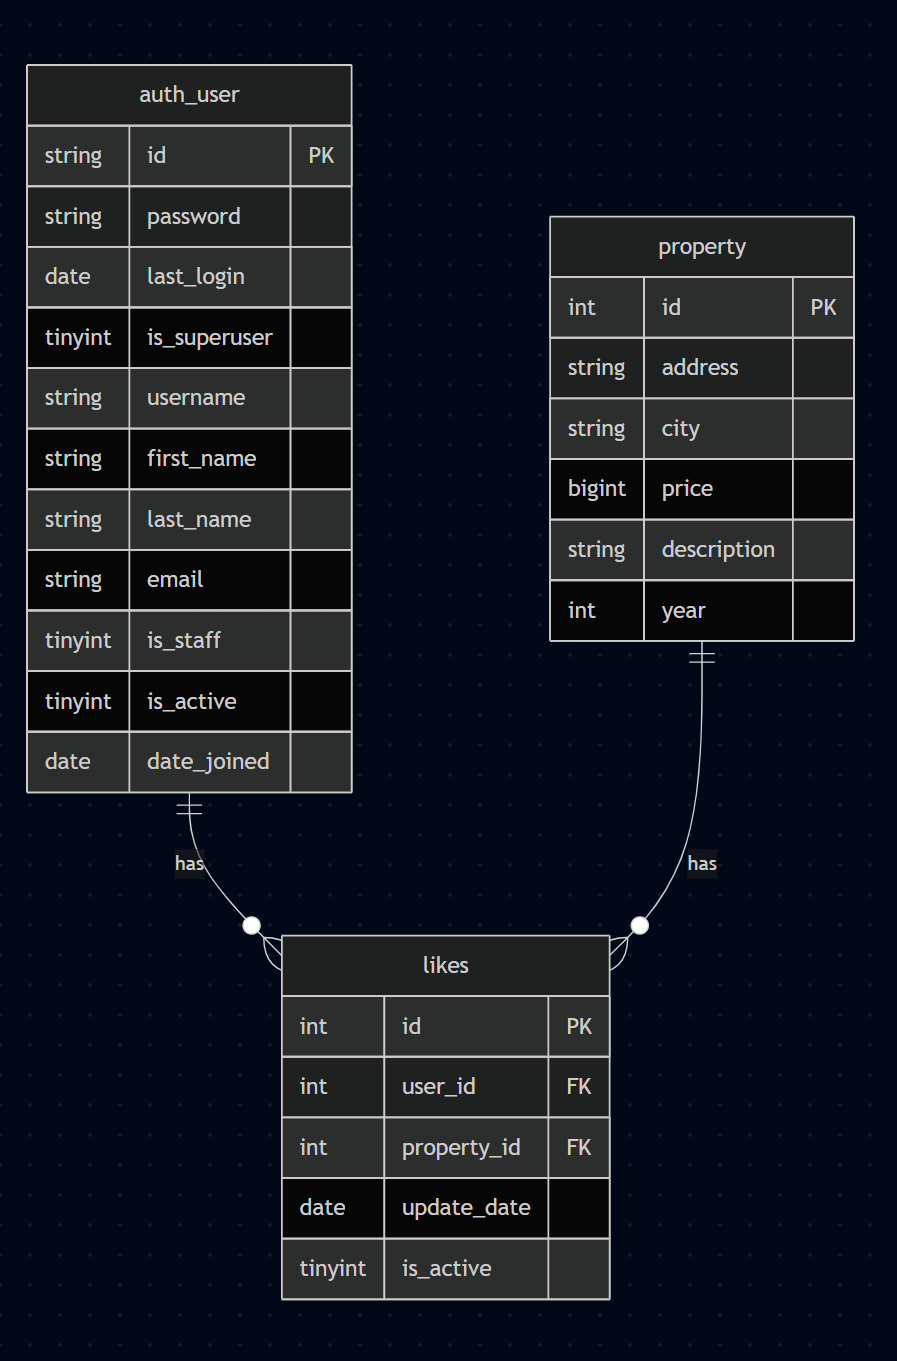 auth_user
string id PK
string password
date last_login
tinyint is_superuser
string username
string first_name
string last_name
string email
tinyint is_staff
tinyint is_active
date date_joined
property
int id PK
string address
string city
bigint price
string description
int year
has
has
likes
int id PK
int user_id FK
int property_id FK
date update_date
tinyint is_active